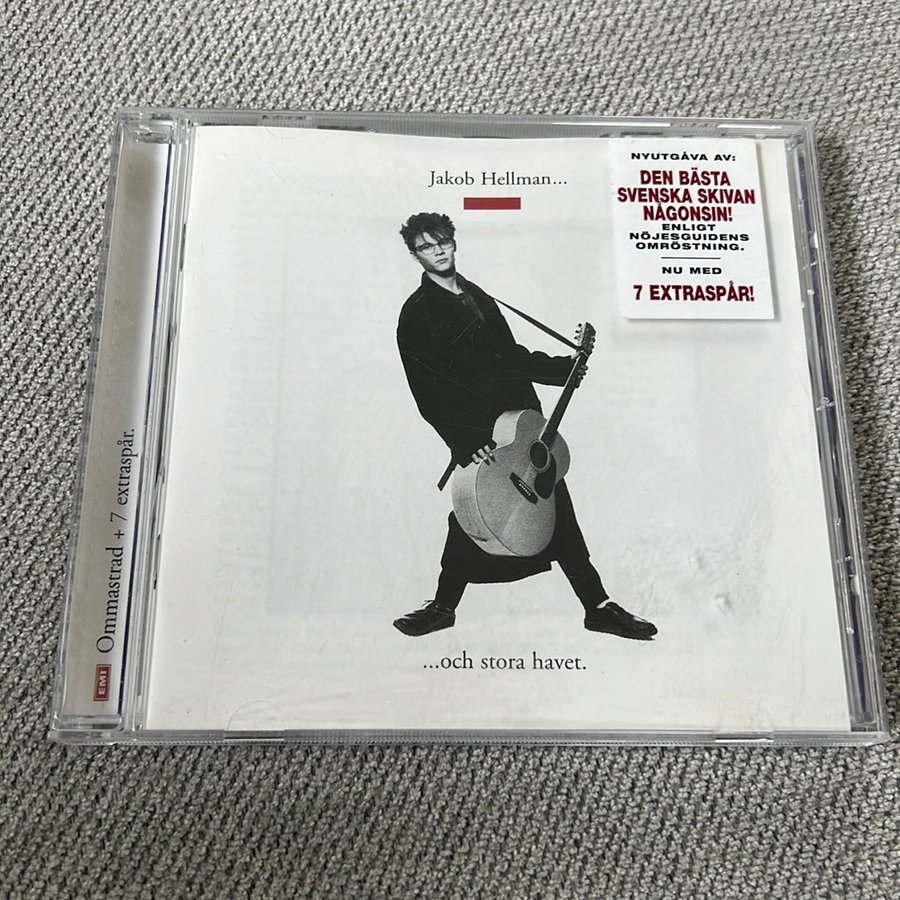 Jakob Hellman...
NYUTGÅVA AV:
DEN BÄSTA
SVENSKA SKIVAN
NÅGONSIN!
ENLIGT
NÖJESGUIDENS
OMRÖSTNING.
NU MED
7 EXTRASPÅR!
...och stora havet.
Ommastrad + 7 extraspår.
EMI